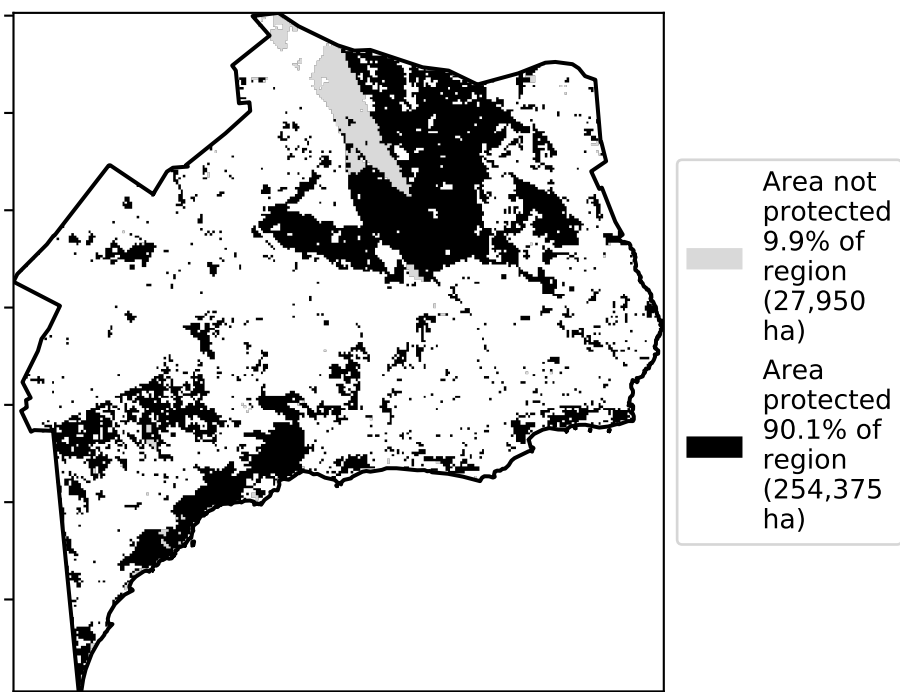 Area not
protected
9.9% of
region
(27,950
ha)
Area
protected
90.1% of
region
(254,375
ha)